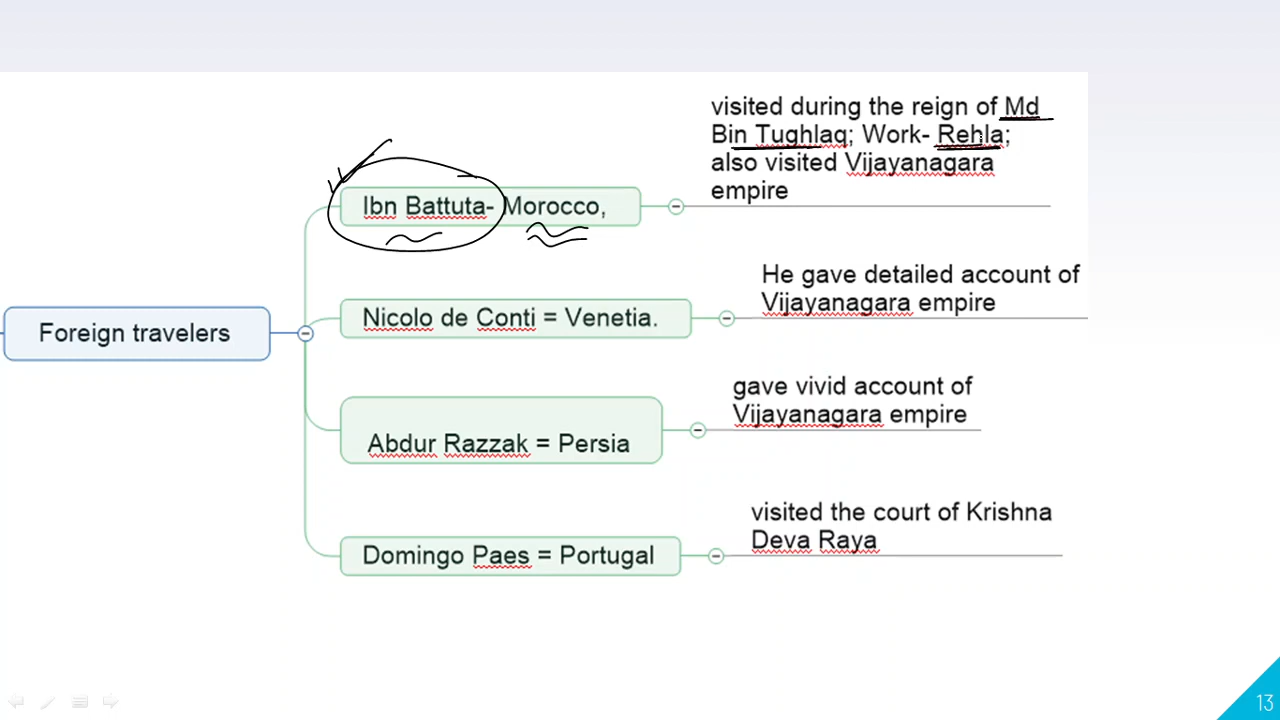 visited during the reign of Md
Bin Tughlaq; Work- Rehla;
also visited Vijayanagara
empire
Ibn Battuta- Morocco,
He gave detailed account of
Vijayanagara empire
Nicolo de Conti = Venetia.
Foreign travelers
gave vivid account of
Vijayanagara empire
Abdur Razzak = Persia
visited the court of Krishna
Deva Raya
Domingo Paes = Portugal
13